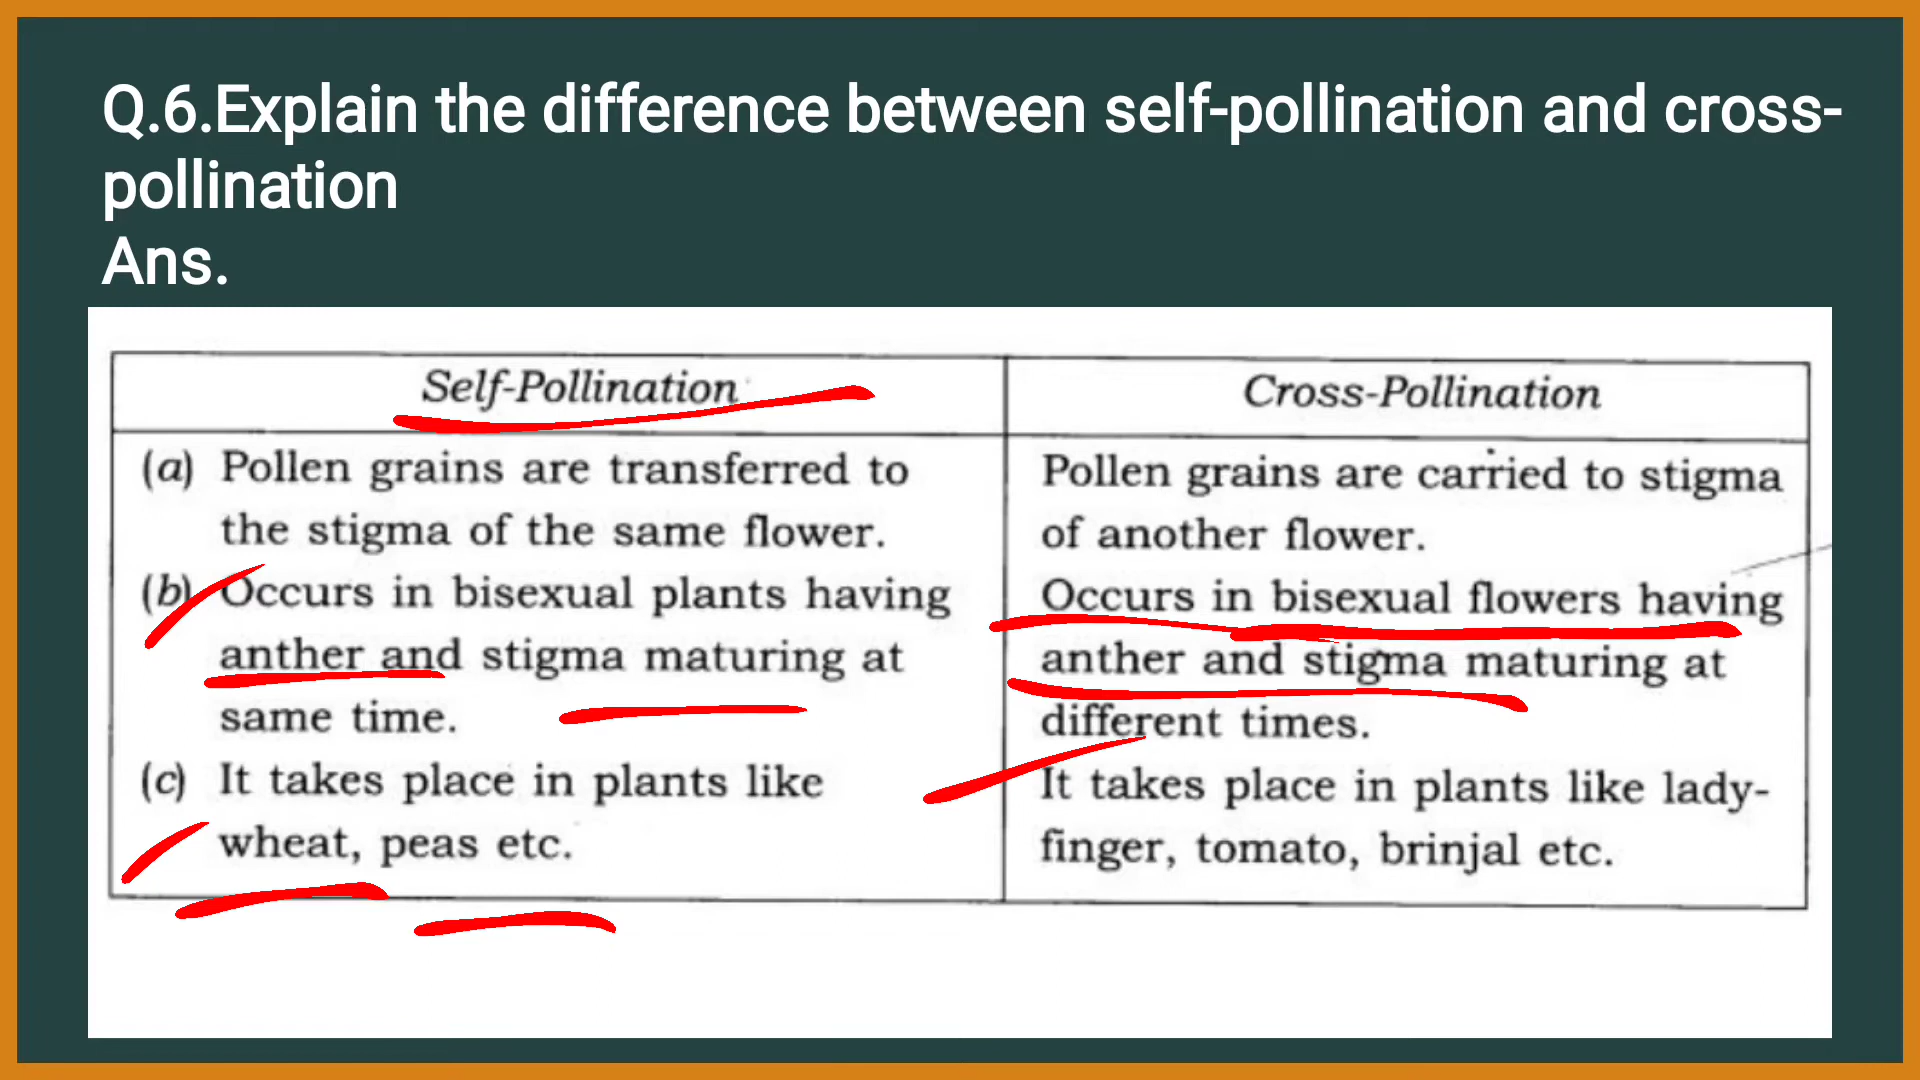 Q.6.Explain the difference between self-pollination and cross-
pollination
Ans.
Self-Pollination
(a) Pollen grains are transferred to
the stigma of the same flower.
(b) Occurs in bisexual plants having
anther and stigma maturing at
same time.
(c) It takes place in plants like
wheat, peas etc.
Cross-Pollination
Pollen grains are carried to stigma
of another flower.
Occurs in bisexual flowers having
anther and stigma maturing at
different times.
It takes place in plants like lady-
finger, tomato, brinjal etc.